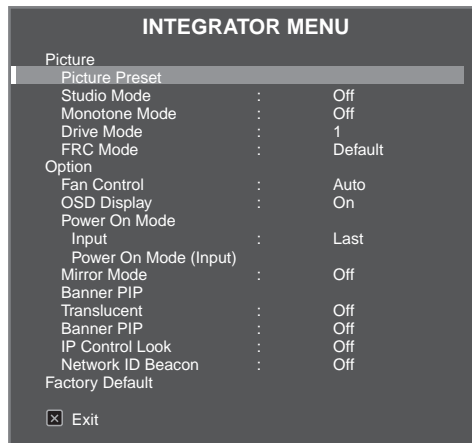 INTEGRATOR MENU
Picture
Picture Preset
Studio Mode : Off
Monotone Mode : Off
Drive Mode : 1
FRC Mode : Default
Option
Fan Control : Auto
OSD Display : On
Power On Mode
Input : Last
Power On Mode (Input)
Mirror Mode : Off
Banner PIP
Translucent : Off
Banner PIP : Off
IP Control Look : Off
Network ID Beacon : Off
Factory Default
Exit